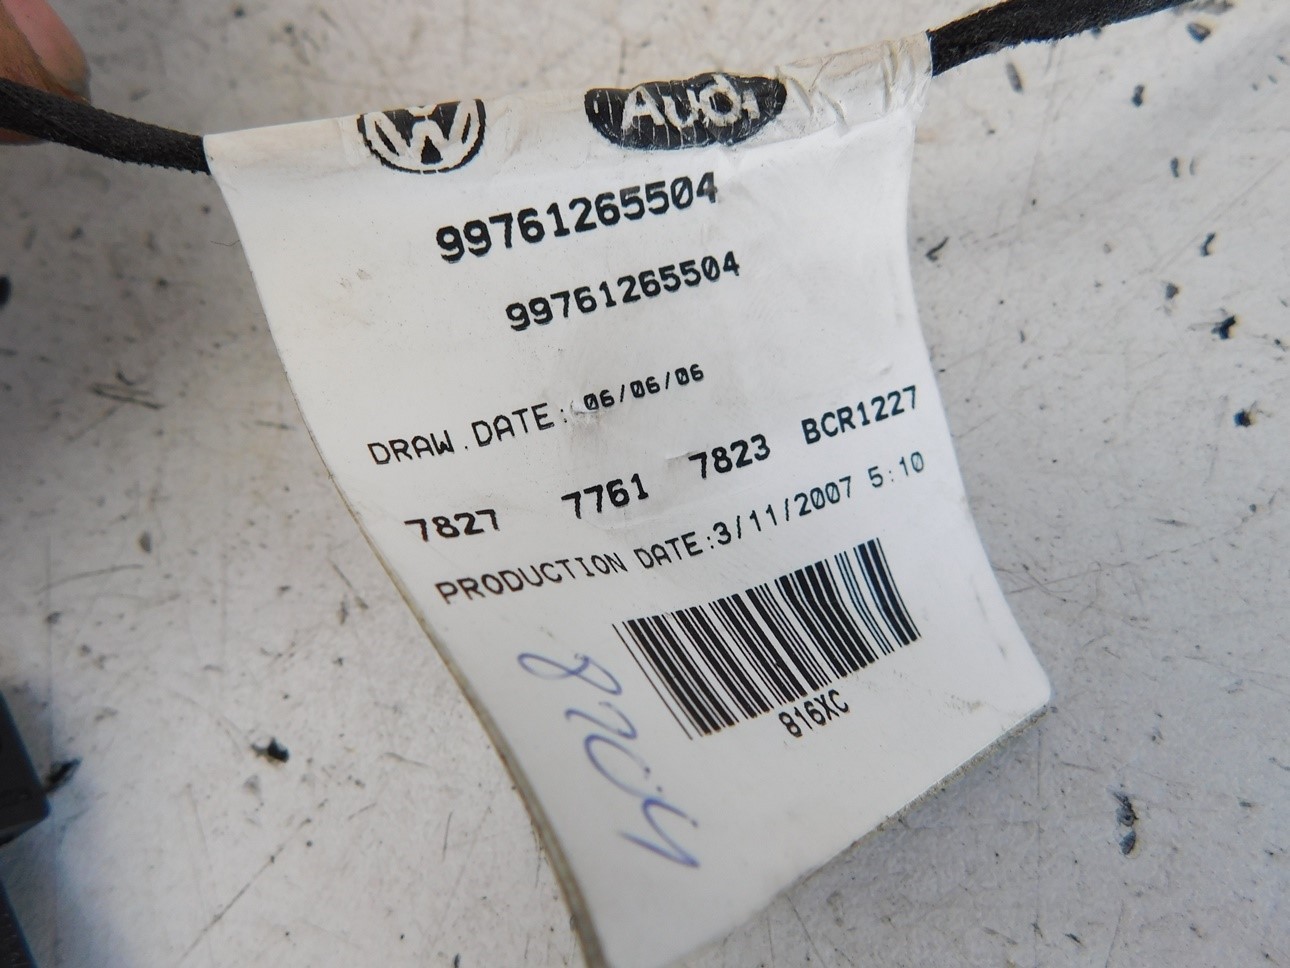 VW Audi
99761265504
99761265504
DRAW.DATE: 06/06/06
7827 7761 7823 BCR1227
PRODUCTION DATE:3/11/2007 5:10
816XC